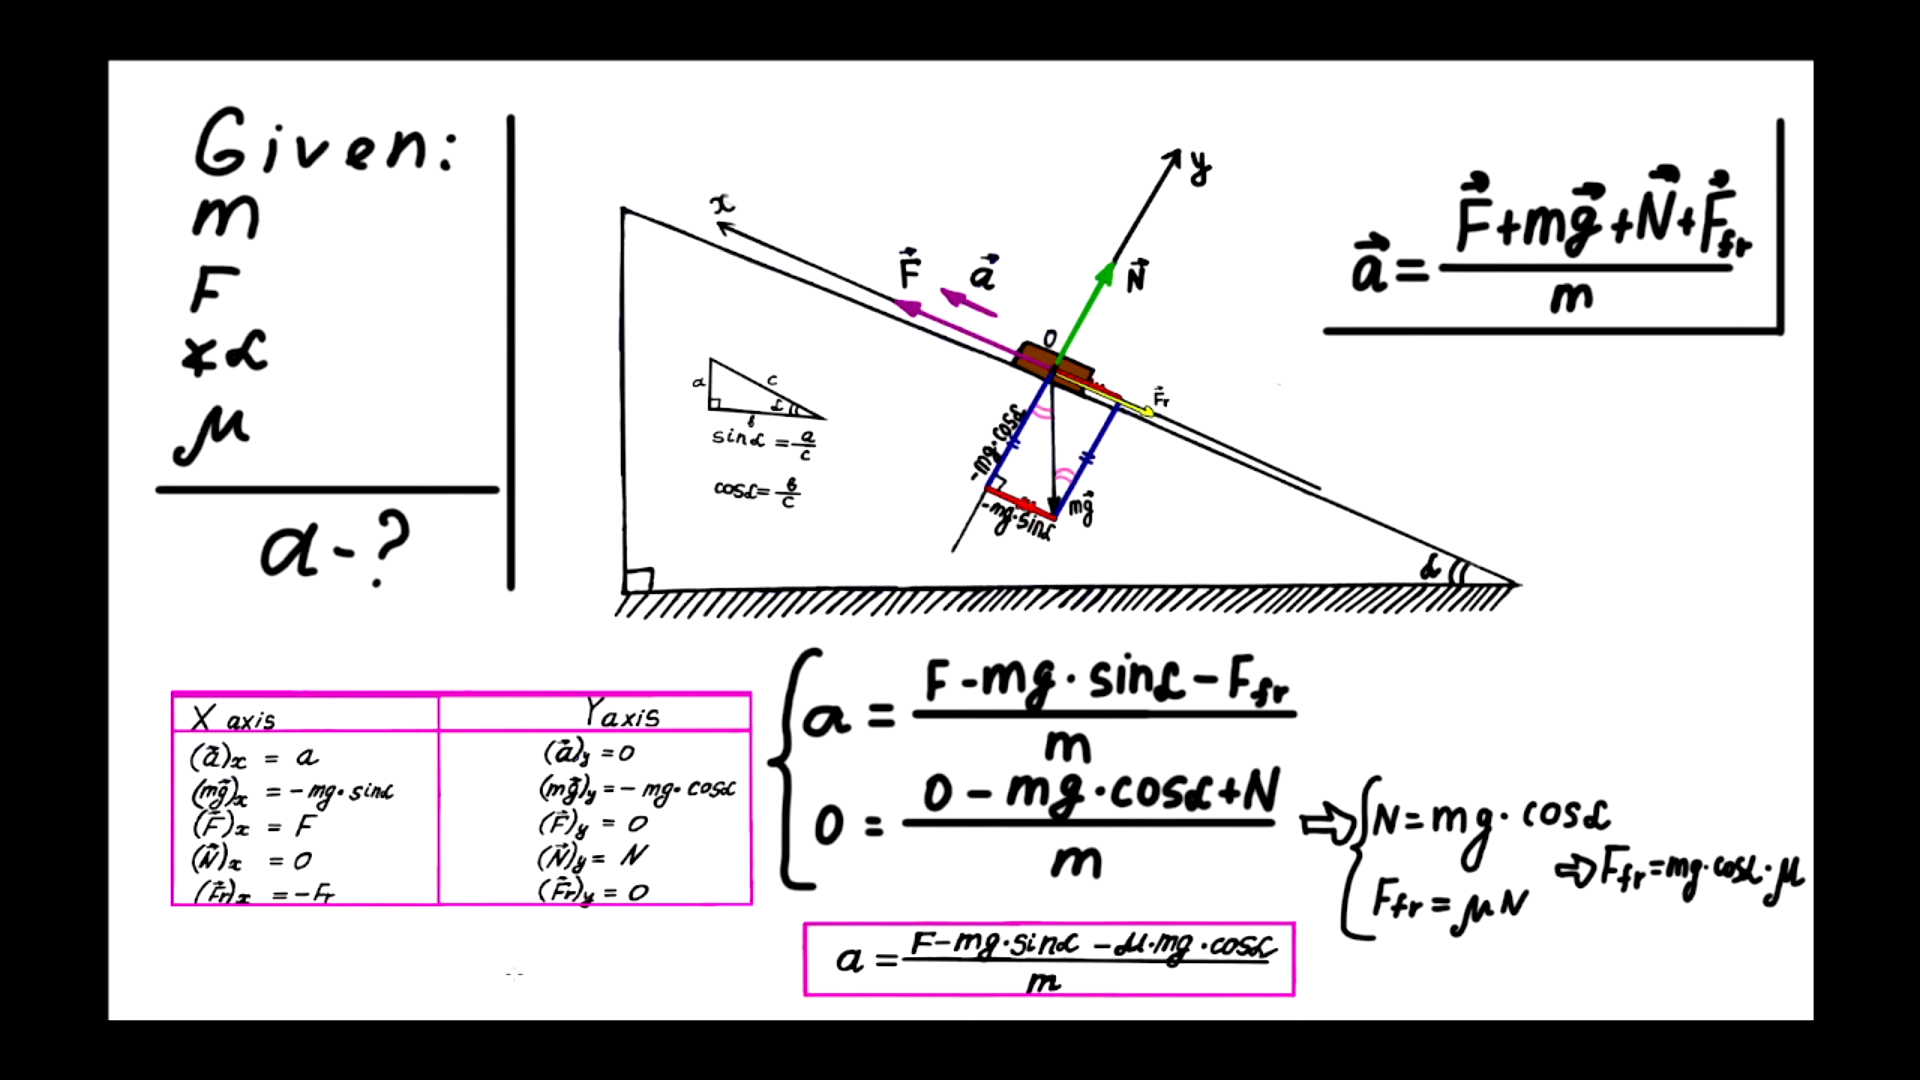 Given:
m
F
∗α
μ
a-?
x
y
F⃗
a⃗
N⃗
O
F⃗r
-mg·cosα
-mg·sinα
mg⃗
α
a
c
α
b
sinα = a/c
cosα = b/c
a⃗ = (F⃗+mg⃗+N⃗+F⃗fr)/m
X axis Y axis
(a⃗)x = a (a⃗)y = 0
(mg⃗)x = -mg·sinα (mg⃗)y = -mg·cosα
(F⃗)x = F (F⃗)y = 0
(N⃗)x = 0 (N⃗)y = N
(F⃗r)x = -Fr (F⃗r)y = 0
a = (F-mg·sinα-Ffr)/m
0 = (0-mg·cosα+N)/m
⇒ N = mg·cosα
Ffr = μN
⇒ Ffr = mg·cosα·μ
a = (F-mg·sinα-μ·mg·cosα)/m